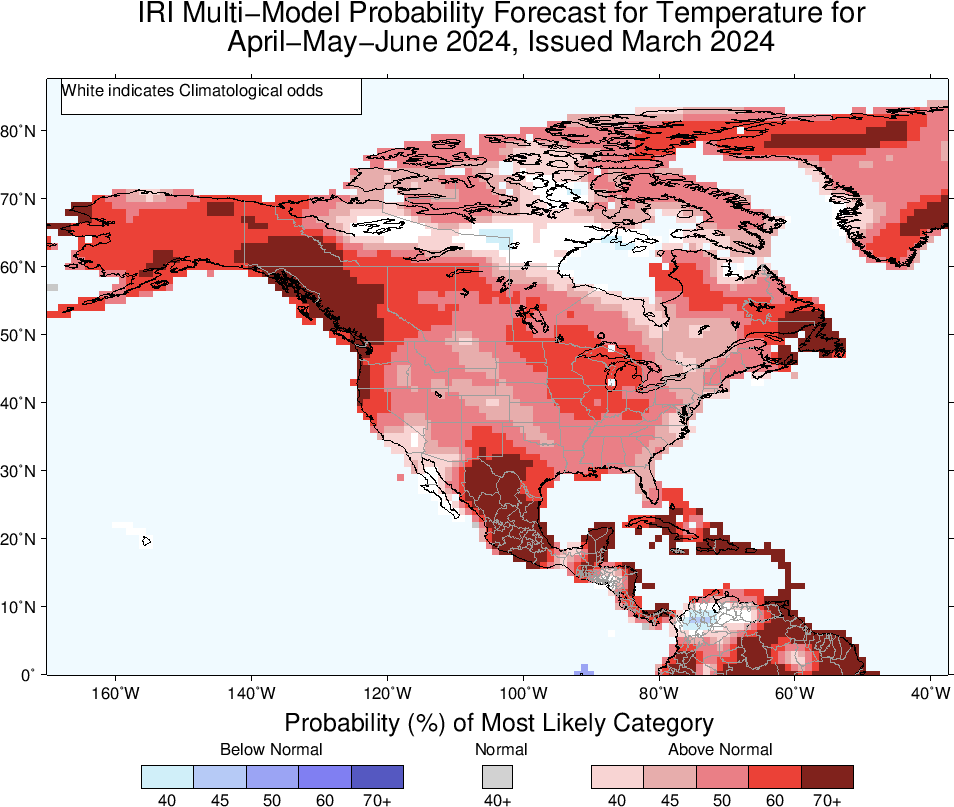 IRI Multi−Model Probability Forecast for Temperature for
April−May−June 2024, Issued March 2024
White indicates Climatological odds
80˚N
70˚N
60˚N
50˚N
40˚N
30˚N
20˚N
10˚N
0˚
160˚W 140˚W 120˚W 100˚W 80˚W 60˚W 40˚W
Probability (%) of Most Likely Category
Below Normal Normal Above Normal
40 45 50 60 70+ 40+ 40 45 50 60 70+